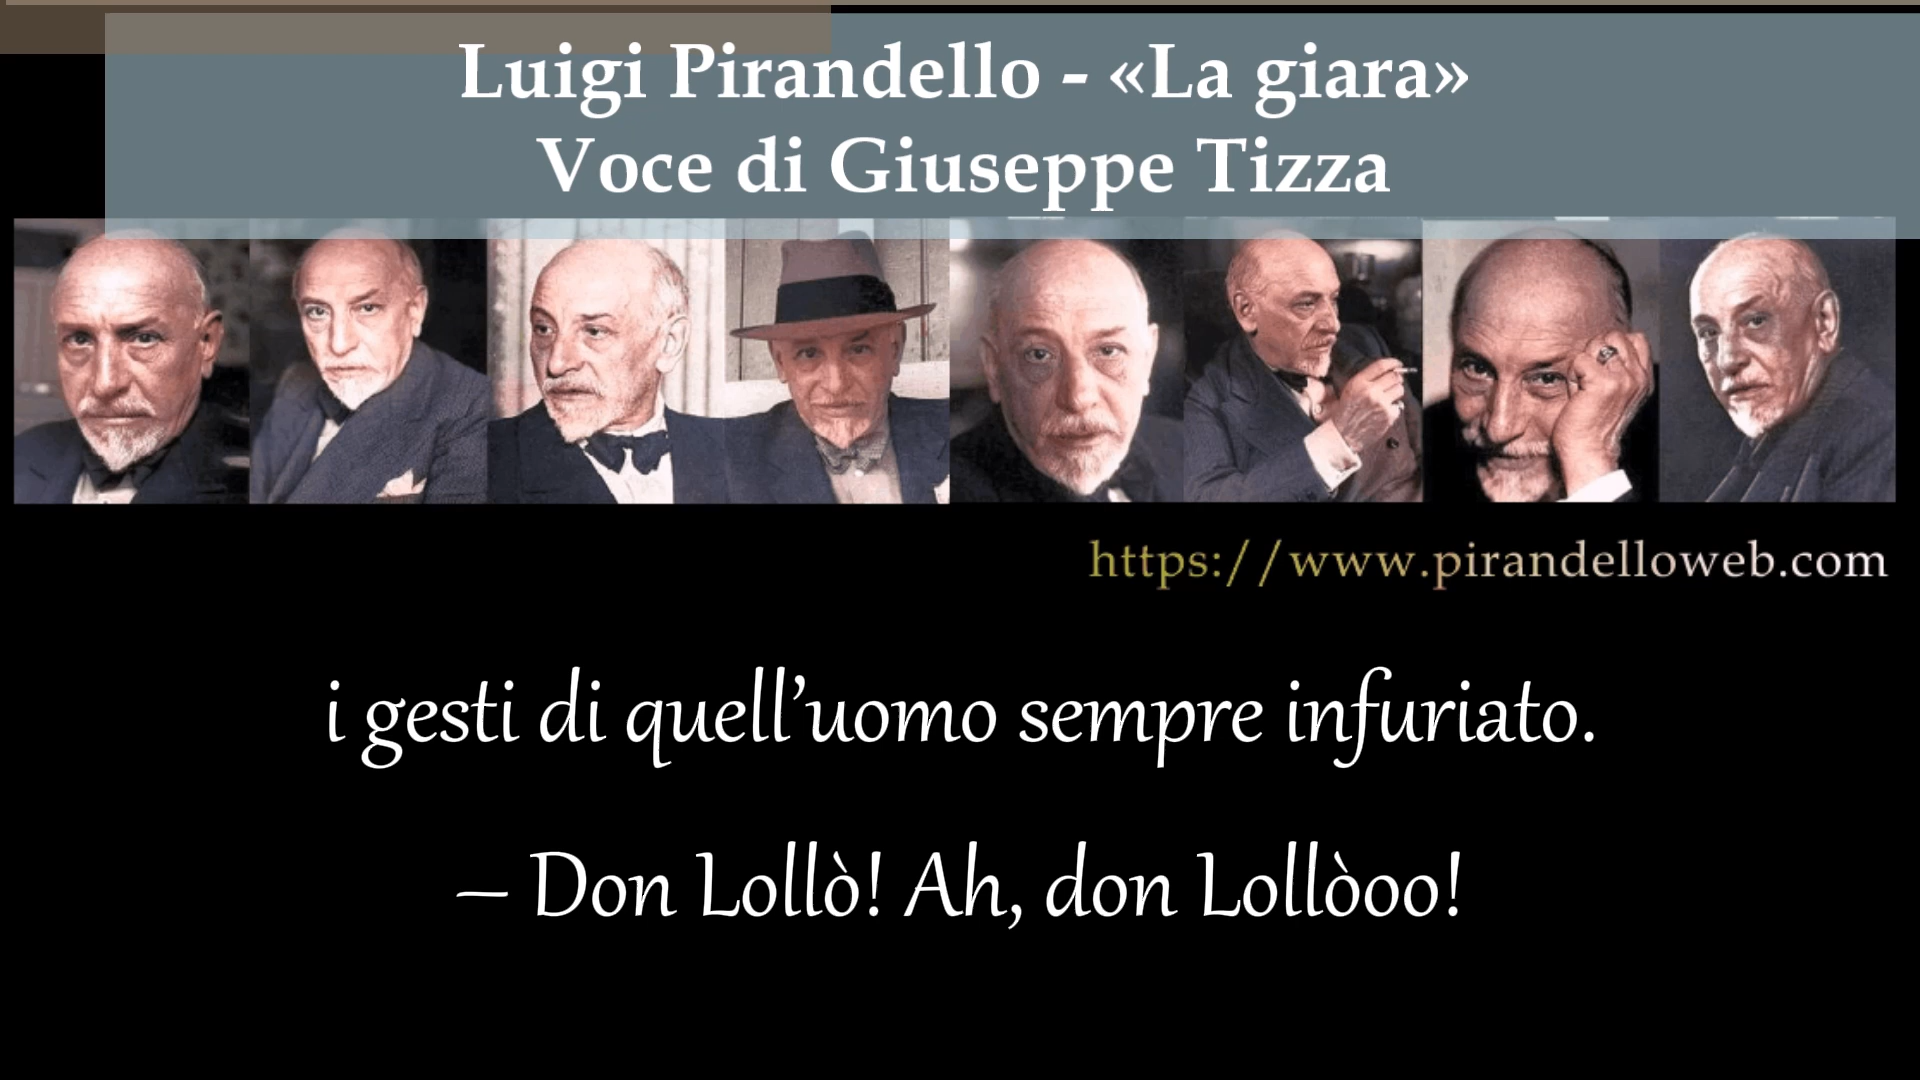 Luigi Pirandello - «La giara»
Voce di Giuseppe Tizza
https://www.pirandelloweb.com
i gesti di quell’uomo sempre infuriato.
– Don Lollò! Ah, don Lollòoo!